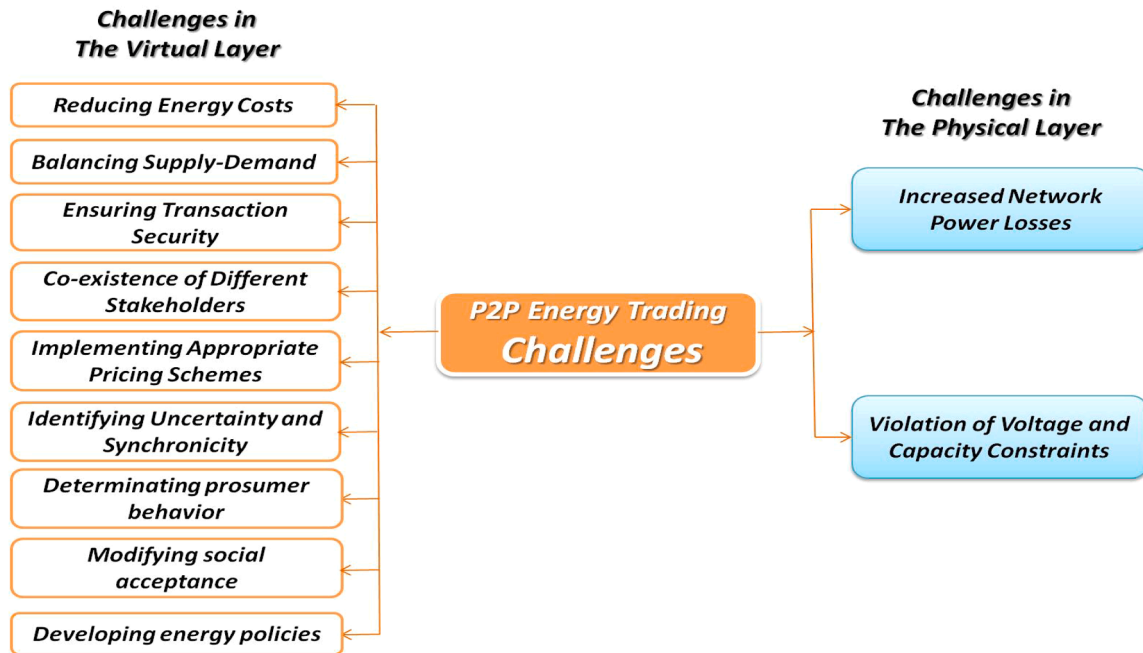 Challenges in
The Virtual Layer
Reducing Energy Costs
Balancing Supply-Demand
Ensuring Transaction
Security
Co-existence of Different
Stakeholders
Implementing Appropriate
Pricing Schemes
Identifying Uncertainty and
Synchronicity
Determinating prosumer
behavior
Modifying social
acceptance
Developing energy policies
P2P Energy Trading
Challenges
Challenges in
The Physical Layer
Increased Network
Power Losses
Violation of Voltage and
Capacity Constraints